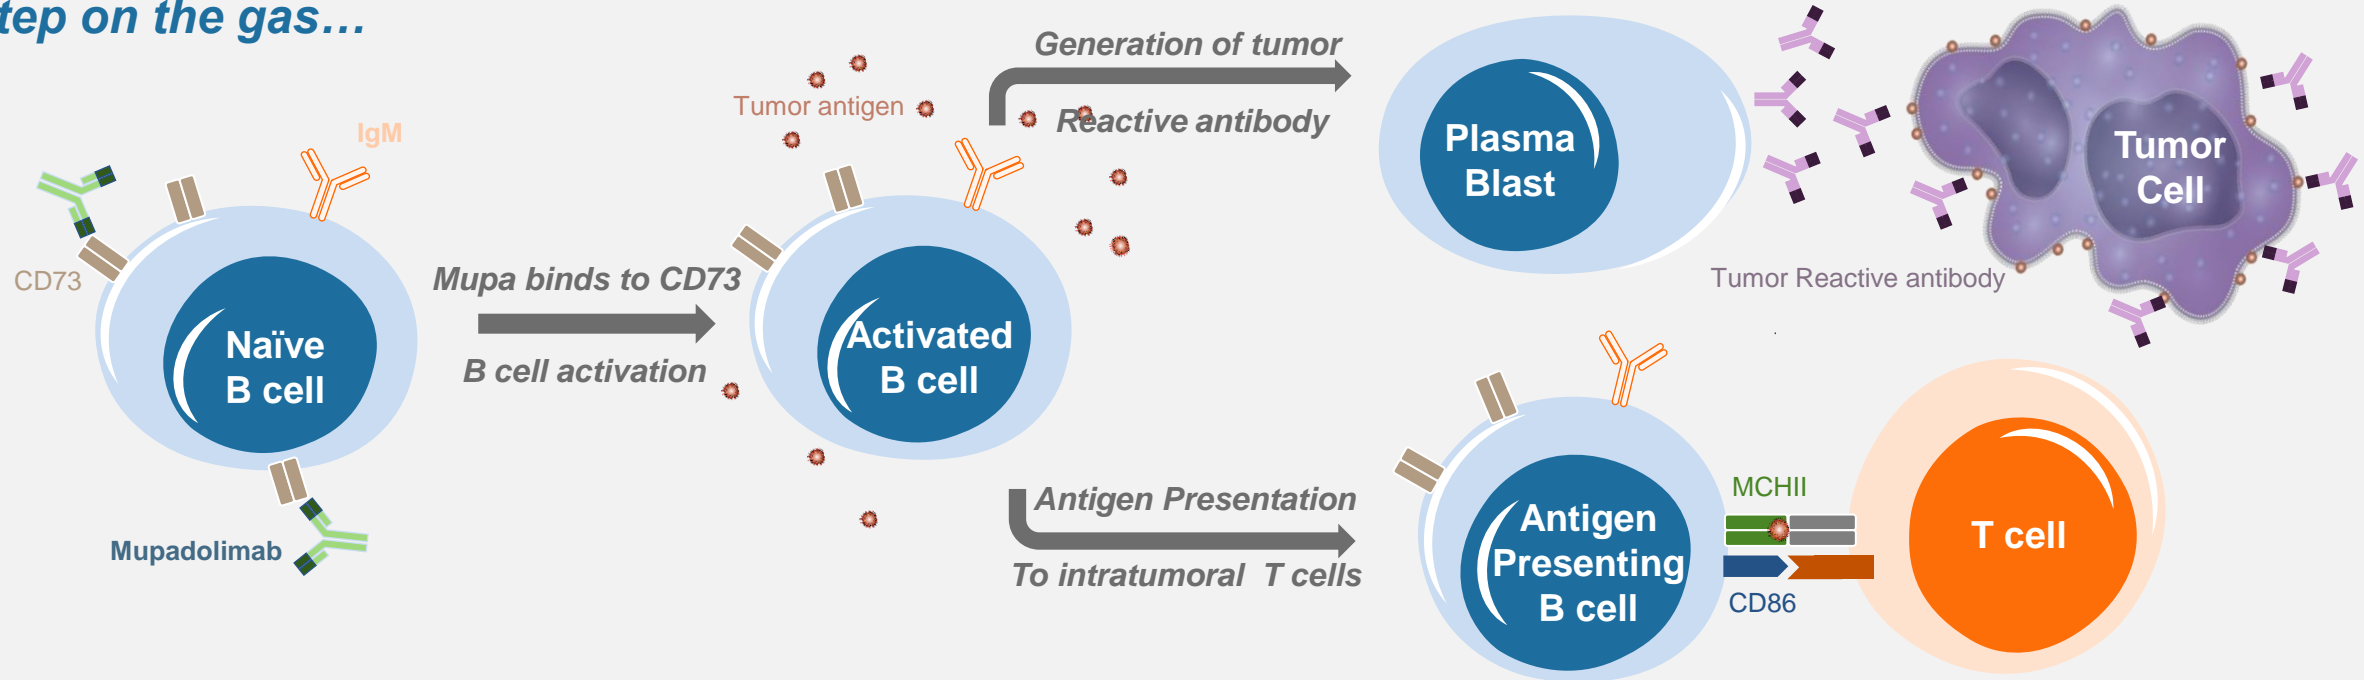 tep on the gas…
IgM
CD73
Naïve
B cell
Mupadolimab
Mupa binds to CD73
B cell activation
Tumor antigen
Activated
B cell
Generation of tumor
Reactive antibody
Plasma
Blast
Tumor
Cell
Tumor Reactive antibody
Antigen Presentation
To intratumoral T cells
Antigen
Presenting
B cell
MCHII
CD86
T cell